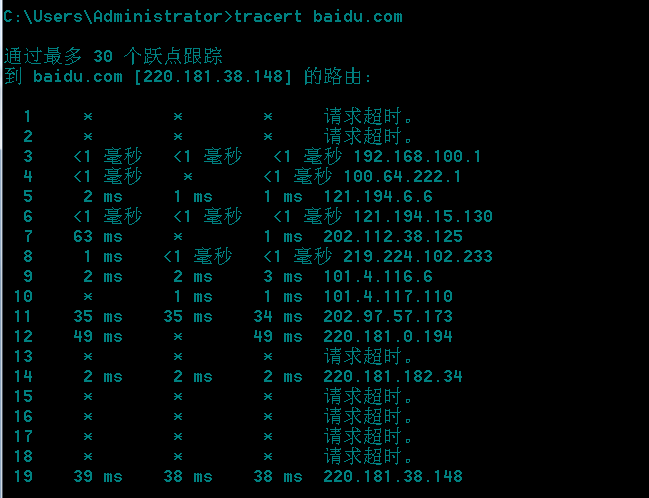 C:\Users\Administrator>tracert baidu.com
通过最多 30 个跃点跟踪
到 baidu.com [220.181.38.148] 的路由:
1 * * * 请求超时。
2 * * * 请求超时。
3 <1 毫秒 <1 毫秒 <1 毫秒 192.168.100.1
4 <1 毫秒 * <1 毫秒 100.64.222.1
5 2 ms 1 ms 1 ms 121.194.6.6
6 <1 毫秒 <1 毫秒 <1 毫秒 121.194.15.130
7 63 ms * 1 ms 202.112.38.125
8 1 ms <1 毫秒 <1 毫秒 219.224.102.233
9 2 ms 2 ms 3 ms 101.4.116.6
10 * 1 ms 1 ms 101.4.117.110
11 35 ms 35 ms 34 ms 202.97.57.173
12 49 ms * 49 ms 220.181.0.194
13 * * * 请求超时。
14 2 ms 2 ms 2 ms 220.181.182.34
15 * * * 请求超时。
16 * * * 请求超时。
17 * * * 请求超时。
18 * * * 请求超时。
19 39 ms 38 ms 38 ms 220.181.38.148